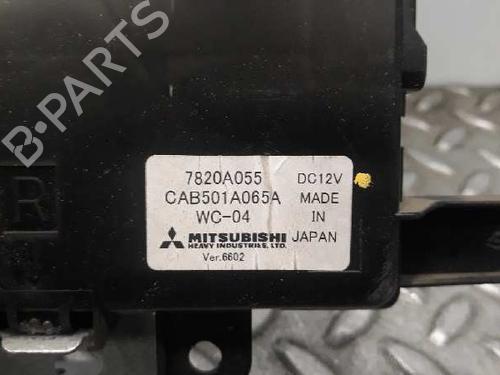 B-PARTS
R
7820A055 DC12V
CAB501A065A MADE
WC-04 IN
MITSUBISHI JAPAN
HEAVY INDUSTRIES, LTD.
Ver.6602